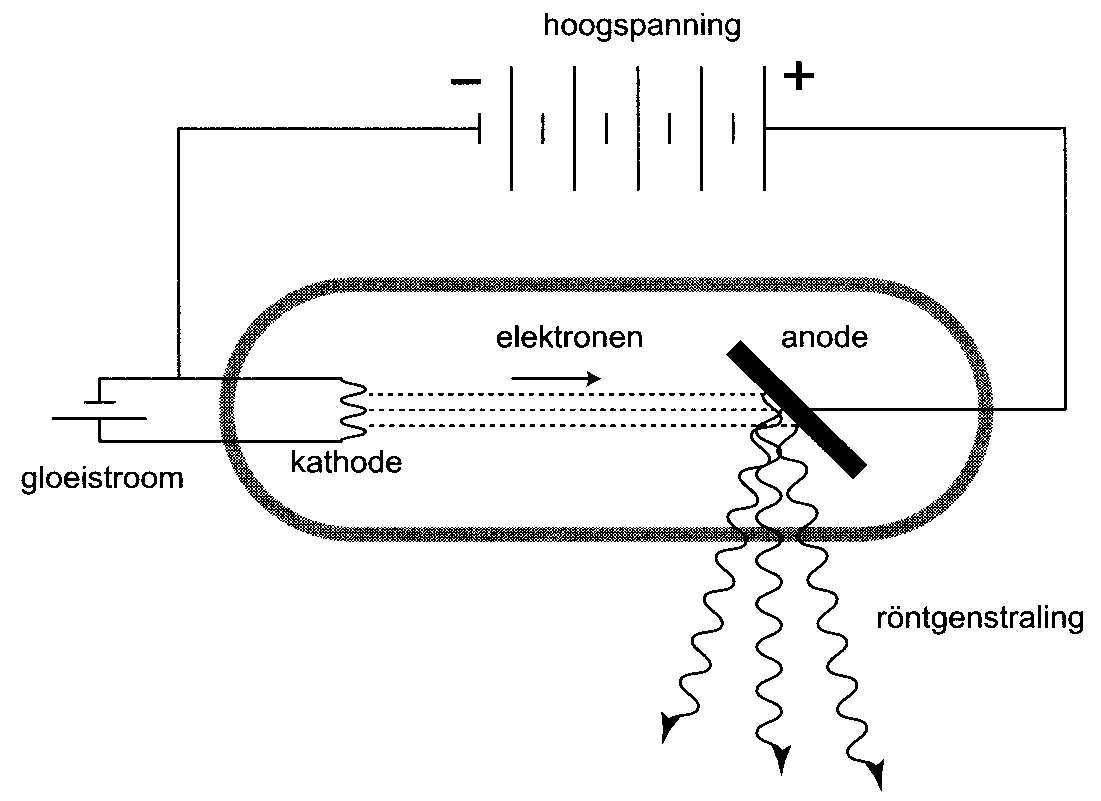 hoogspanning
− +
elektronen
anode
kathode
gloeistroom
röntgenstraling